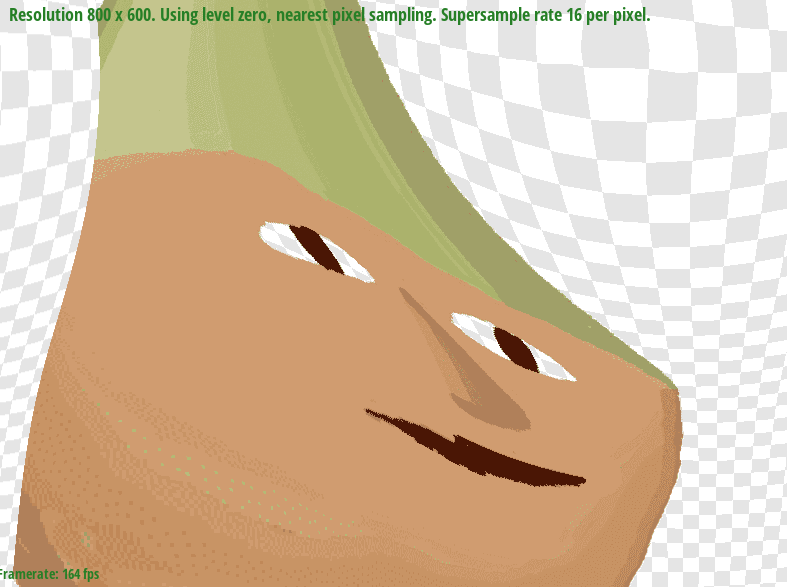 Resolution 800 x 600. Using level zero, nearest pixel sampling. Supersample rate 16 per pixel.
Framerate: 164 fps